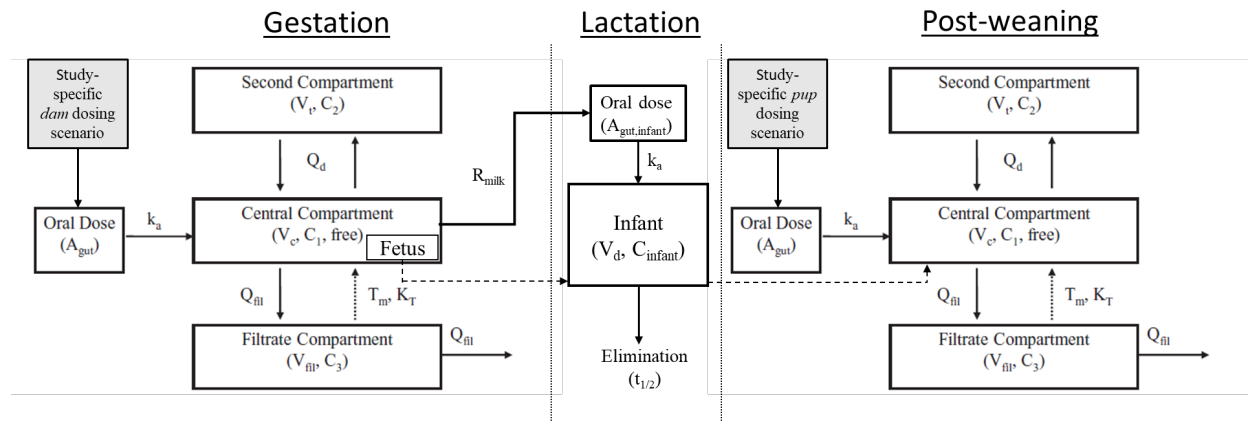 Gestation
Lactation
Post-weaning
Study-
specific
dam dosing
scenario
Second Compartment
(Vt, C2)
Qd
Oral Dose
(Agut)
ka
Central Compartment
(Vc, C1, free)
Fetus
Qfil
Tm, KT
Filtrate Compartment
(Vfil, C3)
Qfil
Rmilk
Oral dose
(Agut,infant)
ka
Infant
(Vd, Cinfant)
Elimination
(t1/2)
Study-
specific pup
dosing
scenario
Second Compartment
(Vt, C2)
Qd
Oral Dose
(Agut)
ka
Central Compartment
(Vc, C1, free)
Qfil
Tm, KT
Filtrate Compartment
(Vfil, C3)
Qfil